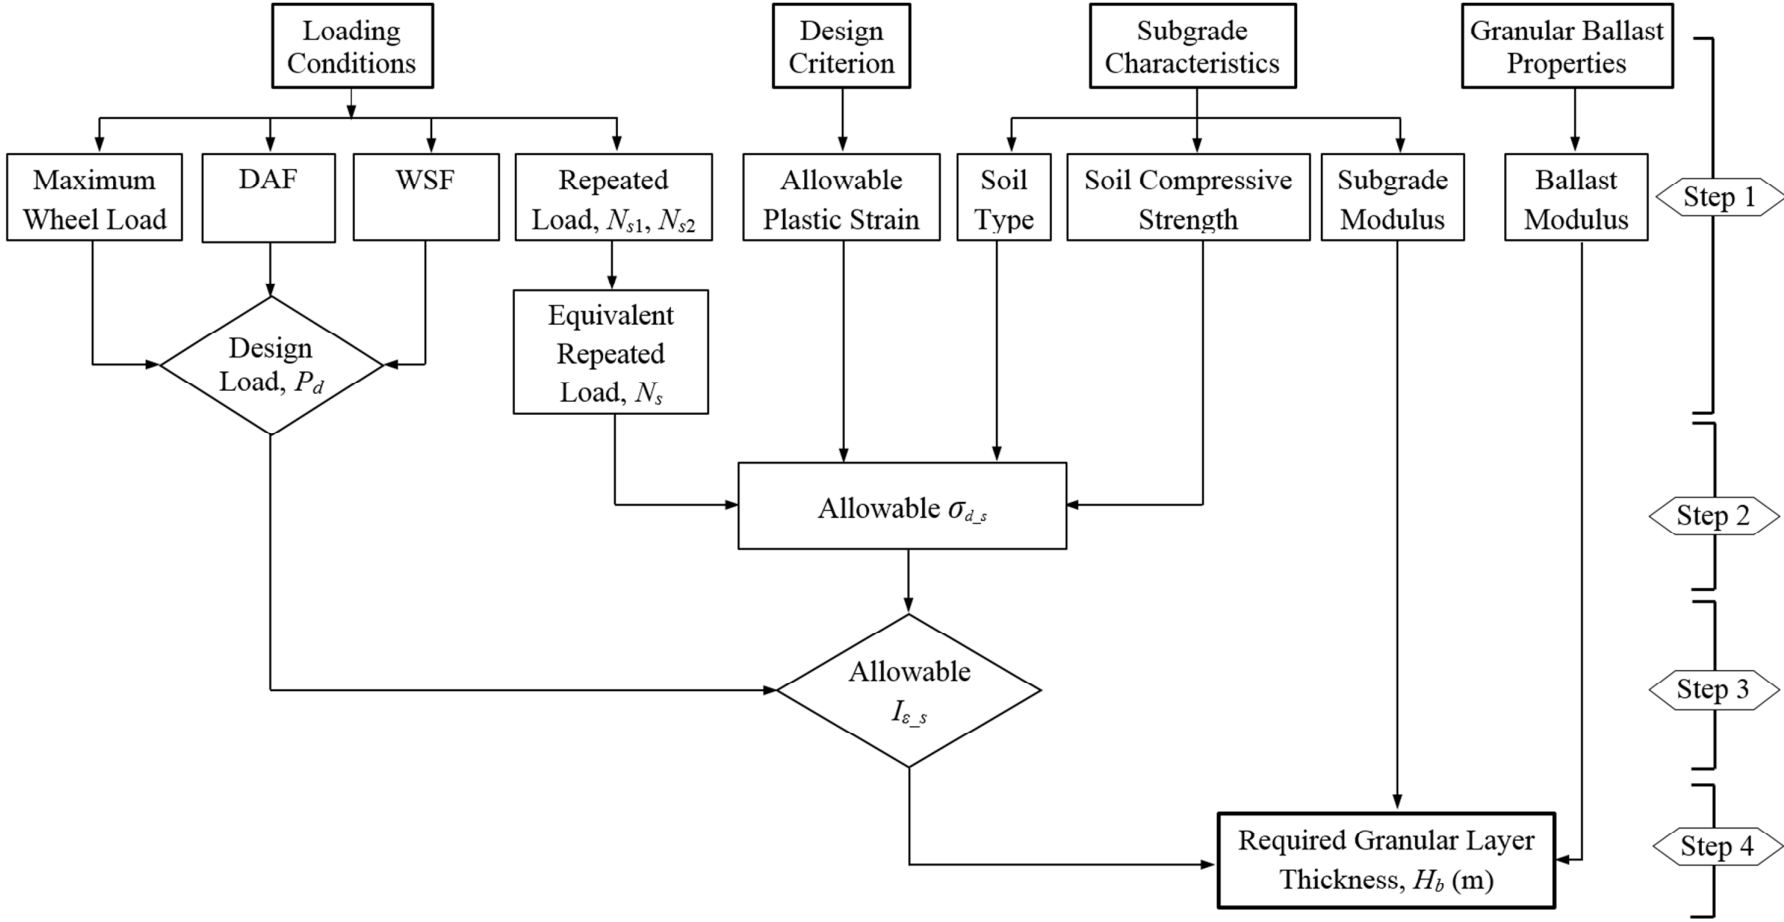 Loading
Conditions
Design
Criterion
Subgrade
Characteristics
Granular Ballast
Properties
Maximum
Wheel Load
DAF
WSF
Repeated
Load, Ns1, Ns2
Allowable
Plastic Strain
Soil
Type
Soil Compressive
Strength
Subgrade
Modulus
Ballast
Modulus
Step 1
Design
Load, Pd
Equivalent
Repeated
Load, Ns
Allowable σd_s
Step 2
Allowable
Iε_s
Step 3
Required Granular Layer
Thickness, Hb (m)
Step 4